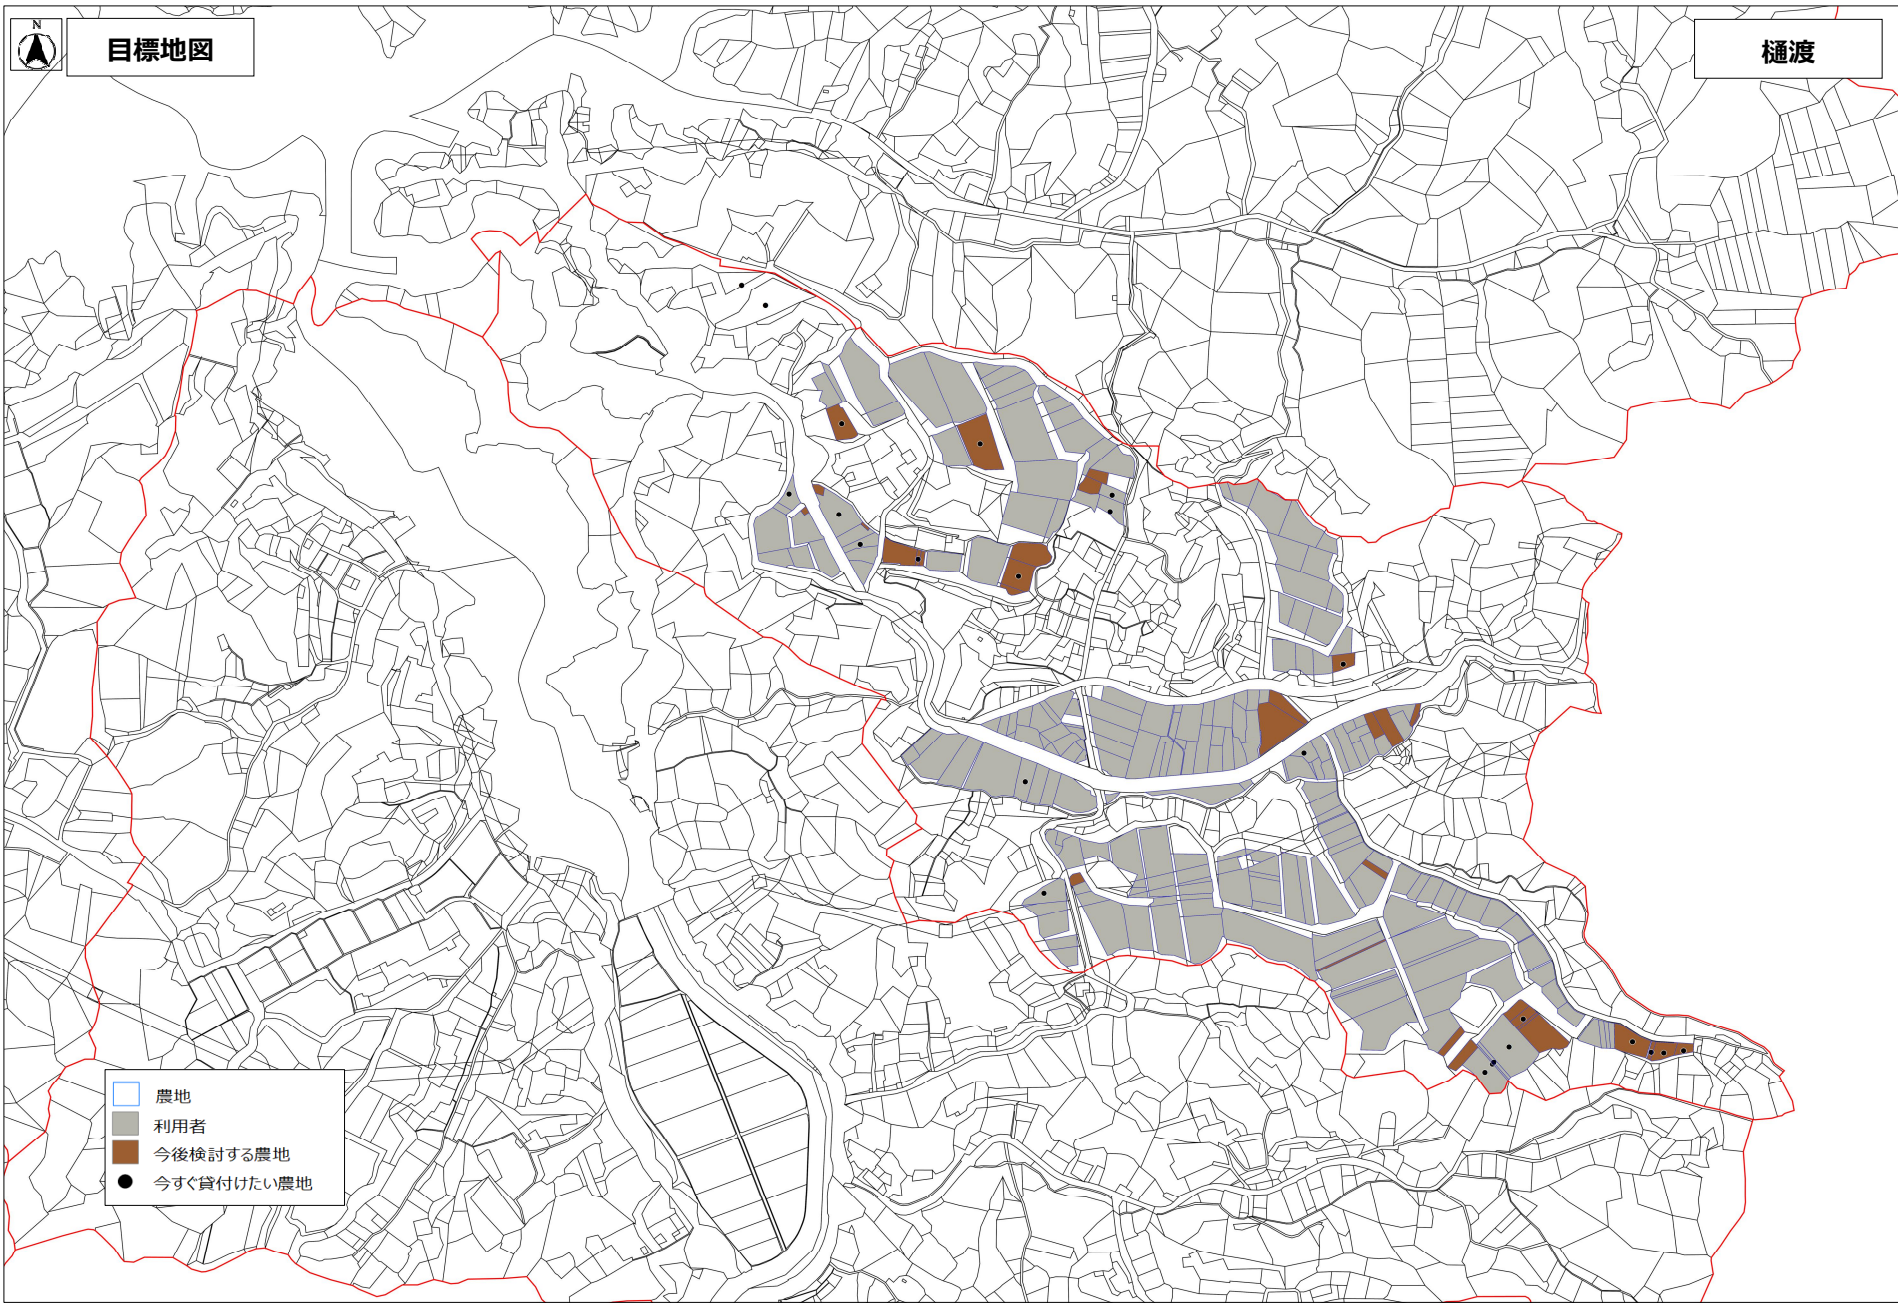 N
目標地図
樋渡
農地
利用者
今後検討する農地
今すぐ貸付けたい農地